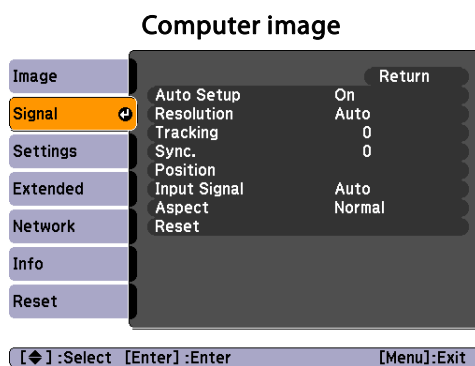 Computer image
Image
Signal
Settings
Extended
Network
Info
Reset
Return
Auto Setup On
Resolution Auto
Tracking 0
Sync. 0
Position
Input Signal Auto
Aspect Normal
Reset
[◆] :Select [Enter] :Enter [Menu]:Exit